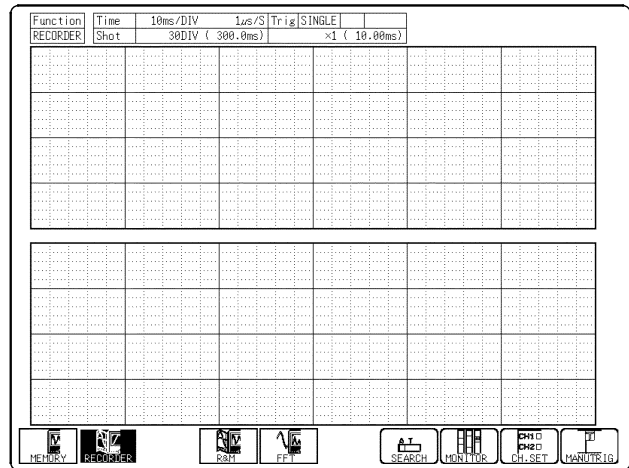 Function Time 10ms/DIV 1μs/S Trig SINGLE
RECORDER Shot 30DIV ( 300.0ms) ×1 ( 10.00ms)
MEMORY RECORDER R&M FFT SEARCH MONITOR CH1 CH2 CH.SET MANUTRIG